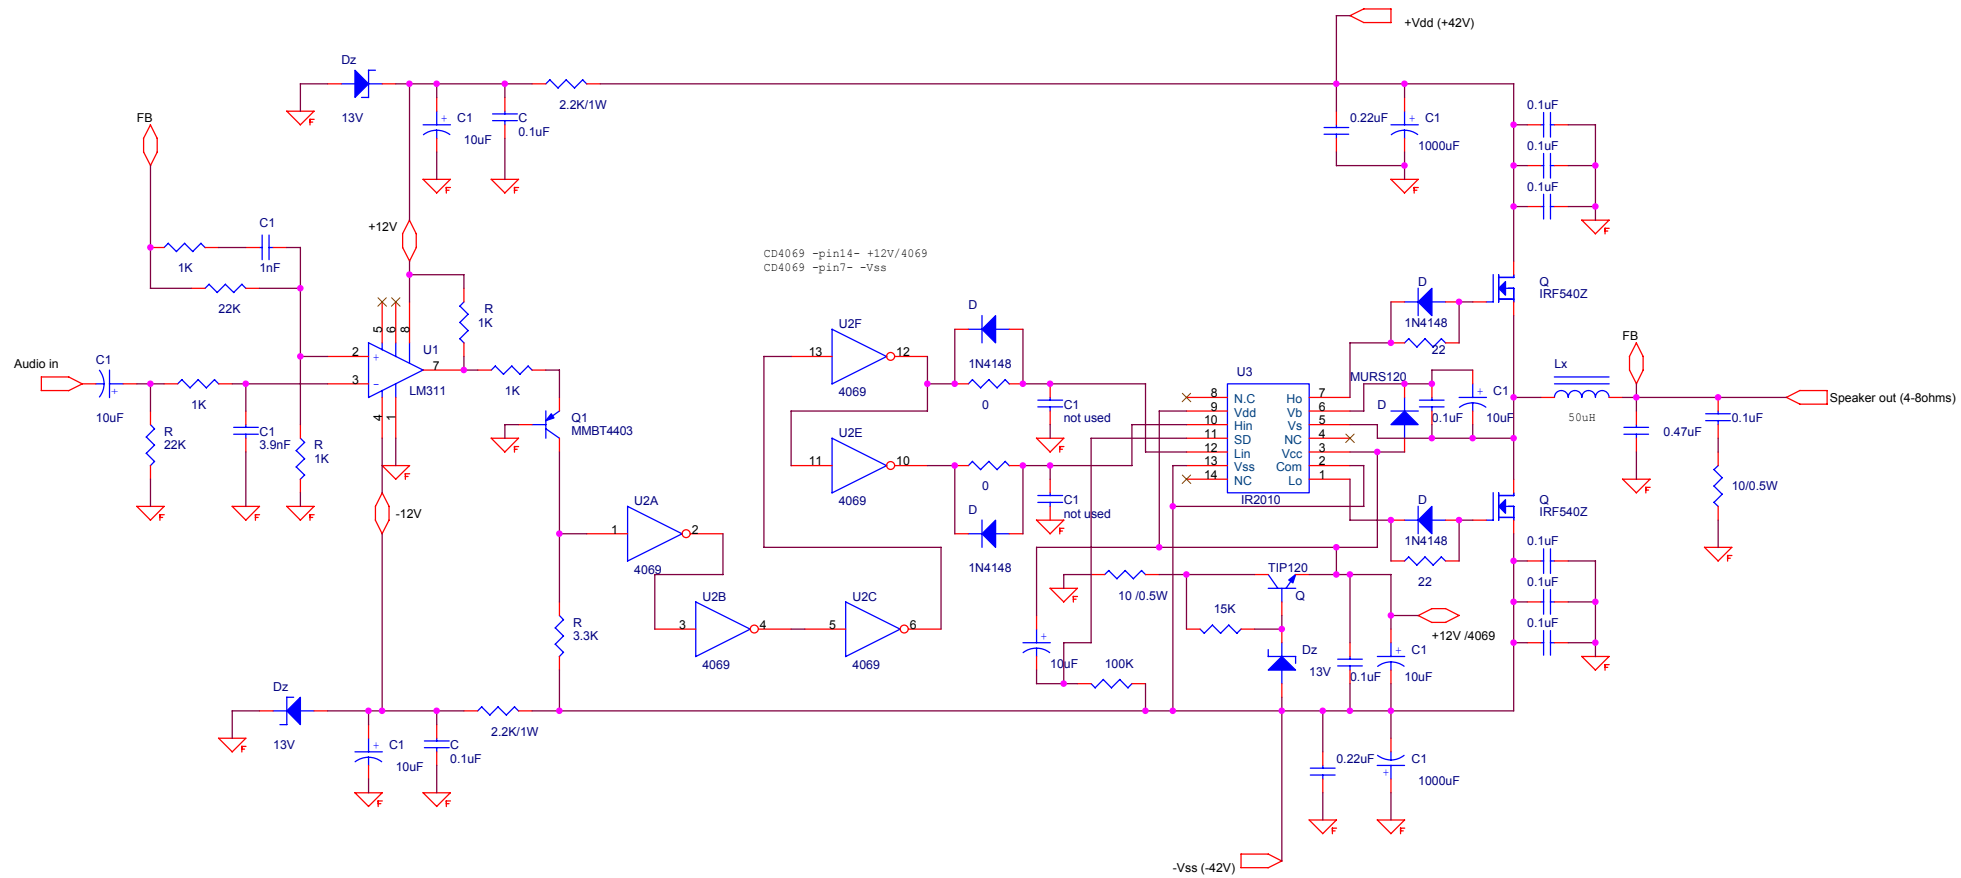 +Vdd (+42V)
Dz
13V
C1
10uF
C
0.1uF
2.2K/1W
0.22uF
C1
1000uF
0.1uF
0.1uF
0.1uF
F
F
F
F
F
FB
+12V
C1
1K
1nF
22K
CD4069 -pin14- +12V/4069
CD4069 -pin7- -Vss
R
1K
5
6
8
2
3
7
4
1
+
-
U1
LM311
1K
Audio in
C1
10uF
1K
R
22K
C1
3.9nF
R
1K
F
F
F
F
-12V
Q1
MMBT4403
F
U2A
1
2
4069
U2B
3
4
4069
U2C
5
6
4069
U2F
13
12
4069
U2E
11
10
4069
D
1N4148
0
C1
not used
F
0
C1
not used
F
D
1N4148
U3
8
9
10
11
12
13
14
N.C
Vdd
Hin
SD
Lin
Vss
NC
Ho
Vb
Vs
NC
Vcc
Com
Lo
7
6
5
4
3
2
1
IR2010
D
1N4148
22
MURS120
D
0.1uF
C1
10uF
Q
IRF540Z
Lx
50uH
FB
Speaker out (4-8ohms)
0.47uF
F
0.1uF
10/0.5W
F
D
1N4148
22
Q
IRF540Z
0.1uF
0.1uF
0.1uF
F
R
3.3K
F
10 /0.5W
TIP120
Q
15K
Dz
13V
10uF
100K
0.1uF
C1
10uF
+12V /4069
Dz
13V
F
C1
10uF
F
C
0.1uF
F
2.2K/1W
0.22uF
F
C1
1000uF
F
-Vss (-42V)